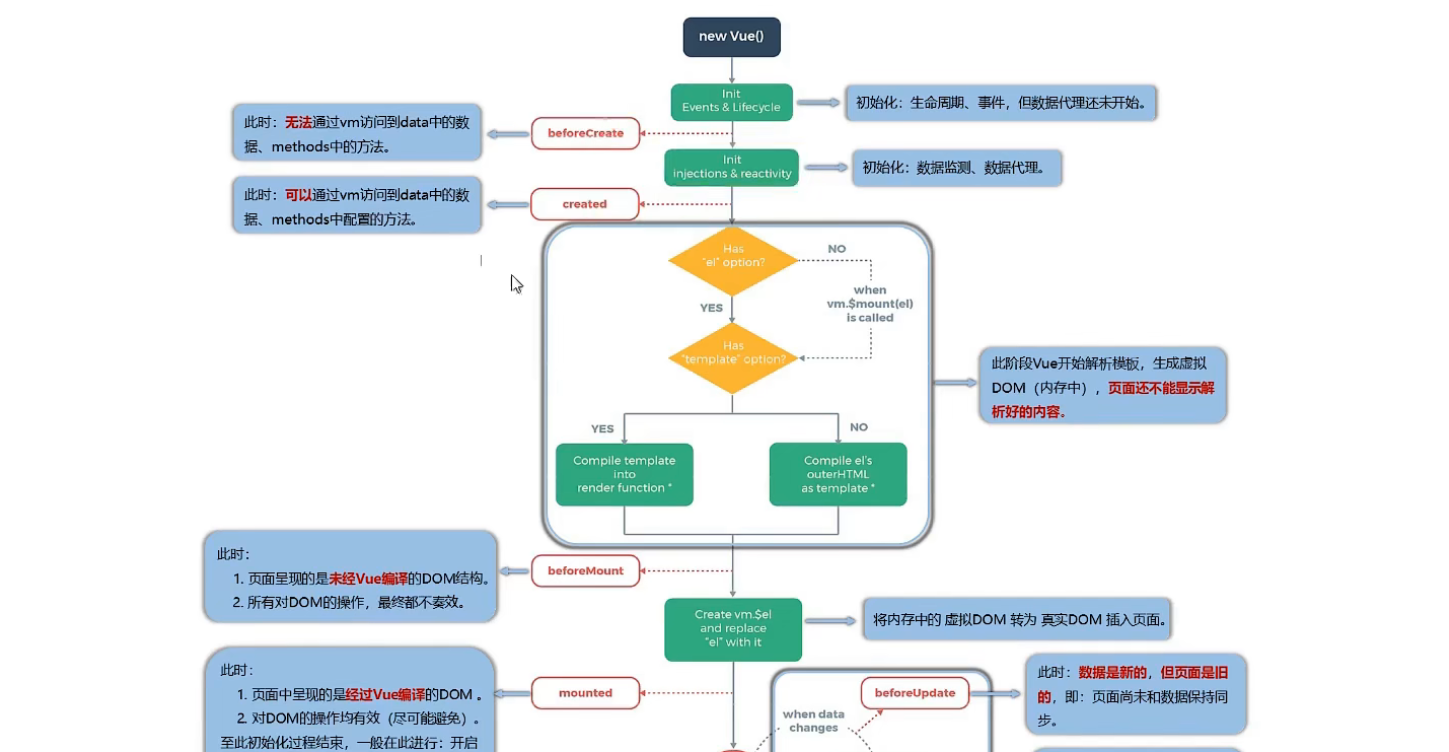 new Vue()
Init
Events & Lifecycle
初始化：生命周期、事件，但数据代理还未开始。
此时：无法通过vm访问到data中的数
据、methods中的方法。
beforeCreate
Init
injections & reactivity
初始化：数据监测、数据代理。
此时：可以通过vm访问到data中的数
据、methods中配置的方法。
created
Has
"el" option?
NO
when
vm.$mount(el)
is called
YES
Has
"template" option?
此阶段Vue开始解析模板，生成虚拟
DOM（内存中），页面还不能显示解
析好的内容。
YES
NO
Compile template
into
render function *
Compile el's
outerHTML
as template *
此时：
1. 页面呈现的是未经Vue编译的DOM结构。
2. 所有对DOM的操作，最终都不奏效。
beforeMount
Create vm.$el
and replace
"el" with it
将内存中的 虚拟DOM 转为 真实DOM 插入页面。
此时：
1. 页面中呈现的是经过Vue编译的DOM 。
2. 对DOM的操作均有效（尽可能避免）。
至此初始化过程结束，一般在此进行：开启
mounted
when data
changes
beforeUpdate
此时：数据是新的，但页面是旧
的，即：页面尚未和数据保持同
步。